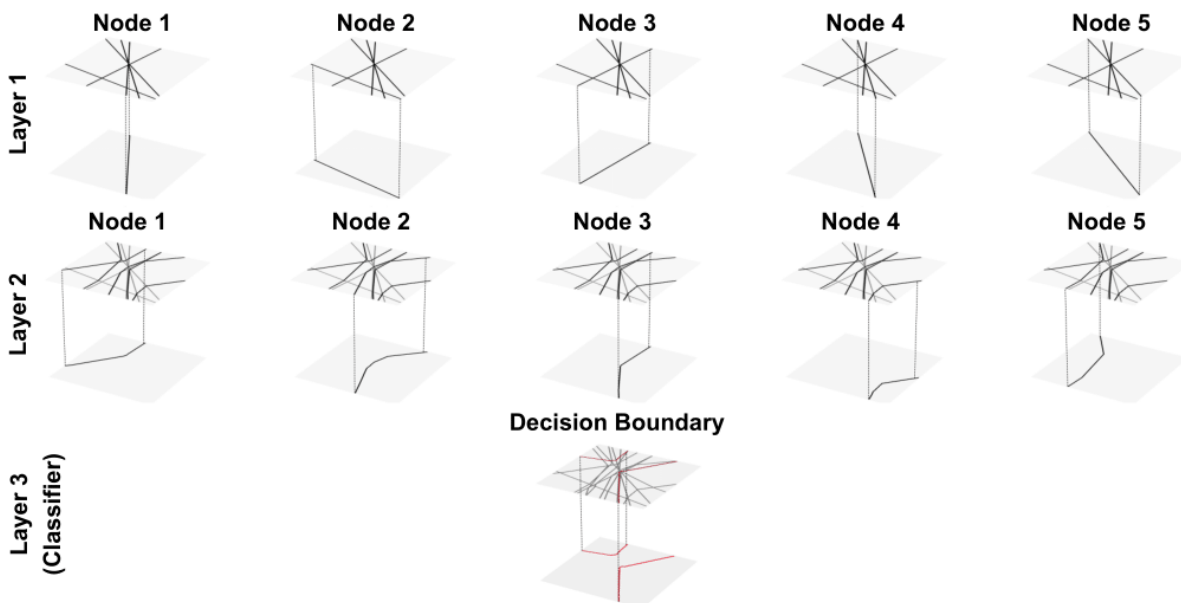 Node 1
Node 2
Node 3
Node 4
Node 5
Layer 1
Node 1
Node 2
Node 3
Node 4
Node 5
Layer 2
Decision Boundary
Layer 3
(Classifier)